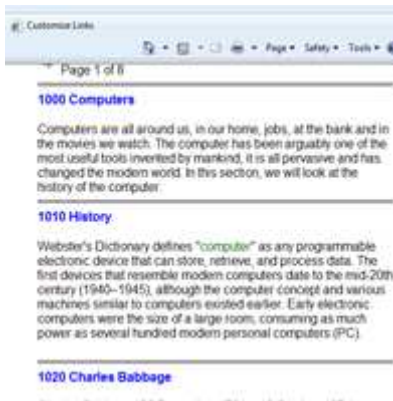 Customize Links
Page Safety Tools
Page 1 of 8
1000 Computers
Computers are all around us, in our home, jobs, at the bank and in
the movies we watch. The computer has been arguably one of the
most useful tools invented by mankind, it is all pervasive and has
changed the modern world. In this section, we will look at the
history of the computer.
1010 History
Webster's Dictionary defines "computer" as any programmable
electronic device that can store, retrieve, and process data. The
first devices that resemble modern computers date to the mid-20th
century (1940–1945), although the computer concept and various
machines similar to computers existed earlier. Early electronic
computers were the size of a large room, consuming as much
power as several hundred modern personal computers (PC).
1020 Charles Babbage